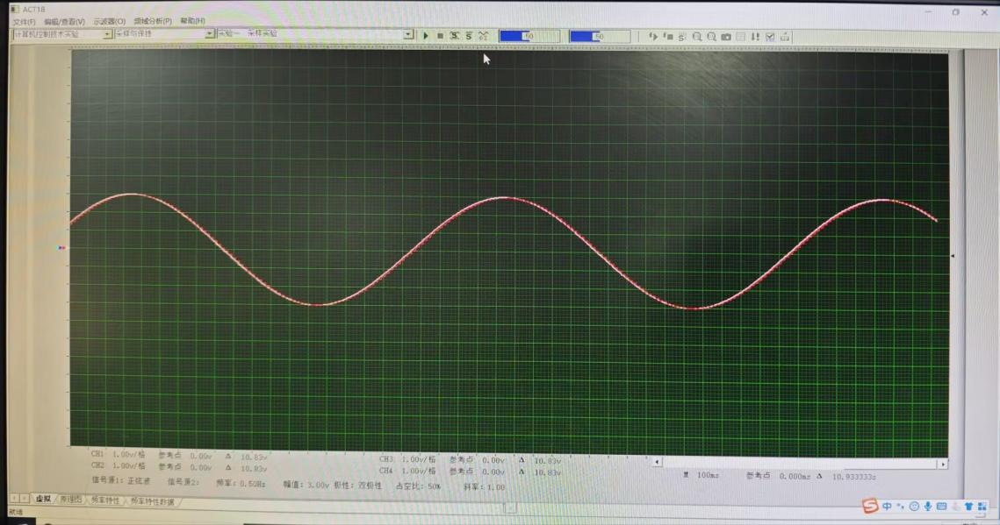 ACT18
文件(F) 编辑/查看(V) 示波器(O) 频域分析(P) 帮助(H)
计算机控制技术实验 采样与保持 实验一 采样实验 50 50
CH1 1.00v/格 参考点 0.00v Δ 10.83v CH3 1.00v/格 参考点 0.00v Δ 10.83v
CH2 1.00v/格 参考点 0.00v Δ 10.83v CH4 1.00v/格 参考点 0.00v Δ 10.83v
100ms 参考点 0.000ms Δ 10.933333s
信号源1: 正弦波 信号源2: 频率: 0.50Hz 幅值: 3.00v 极性: 双极性 占空比: 50% 斜率: 1.00
虚拟 原理图 频率特性 频率特性数据
就绪
S 中